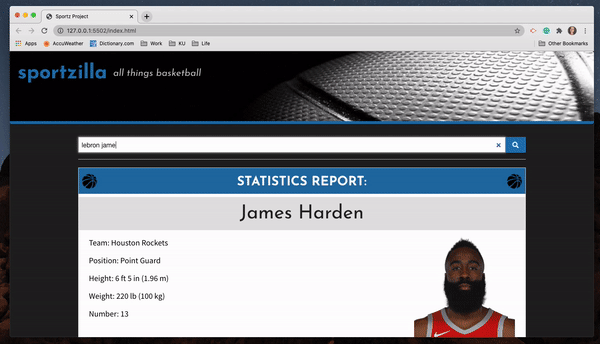 Sportz Project
127.0.0.1:5502/index.html
Apps AccuWeather Dictionary.com Work KU Life Other Bookmarks
sportzilla all things basketball
lebron jame
STATISTICS REPORT:
James Harden
Team: Houston Rockets
Position: Point Guard
Height: 6 ft 5 in (1.96 m)
Weight: 220 lb (100 kg)
Number: 13